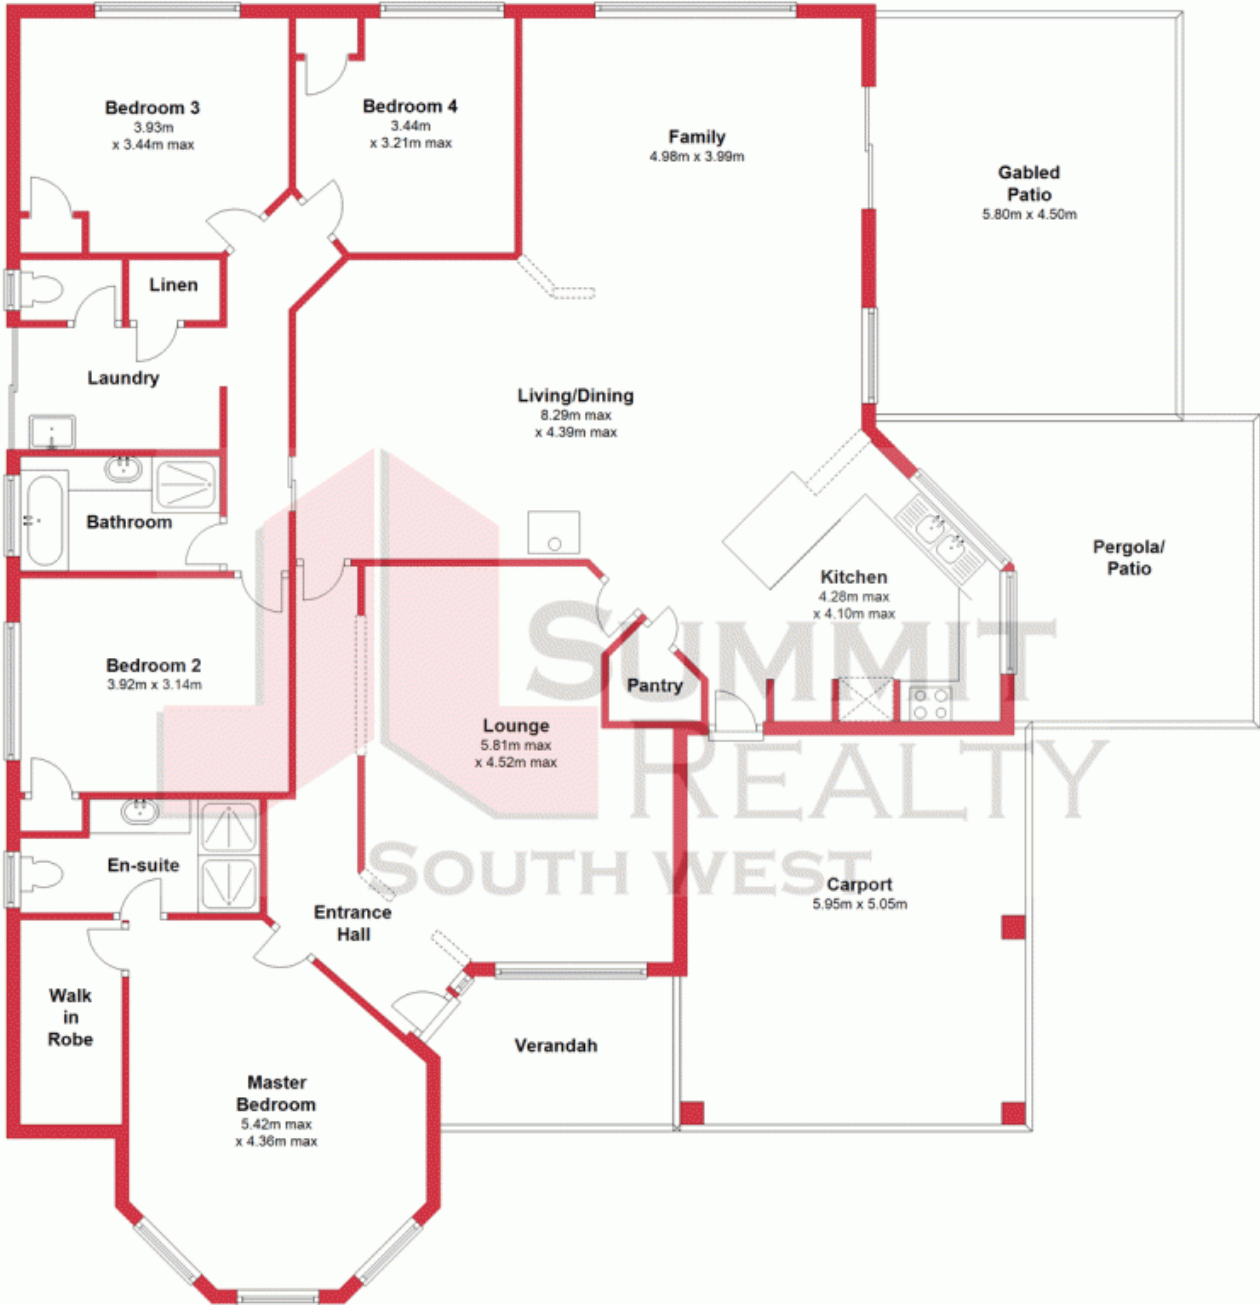 Bedroom 3
3.93m
x 3.44m max
Bedroom 4
3.44m
x 3.21m max
Family
4.98m x 3.99m
Gabled
Patio
5.80m x 4.50m
Linen
Laundry
Living/Dining
8.29m max
x 4.39m max
Bathroom
Kitchen
4.28m max
x 4.10m max
Pergola/
Patio
Bedroom 2
3.92m x 3.14m
Pantry
Lounge
5.81m max
x 4.52m max
SUMMIT
REALTY
SOUTH WEST
En-suite
Entrance
Hall
Carport
5.95m x 5.05m
Walk
in
Robe
Verandah
Master
Bedroom
5.42m max
x 4.36m max